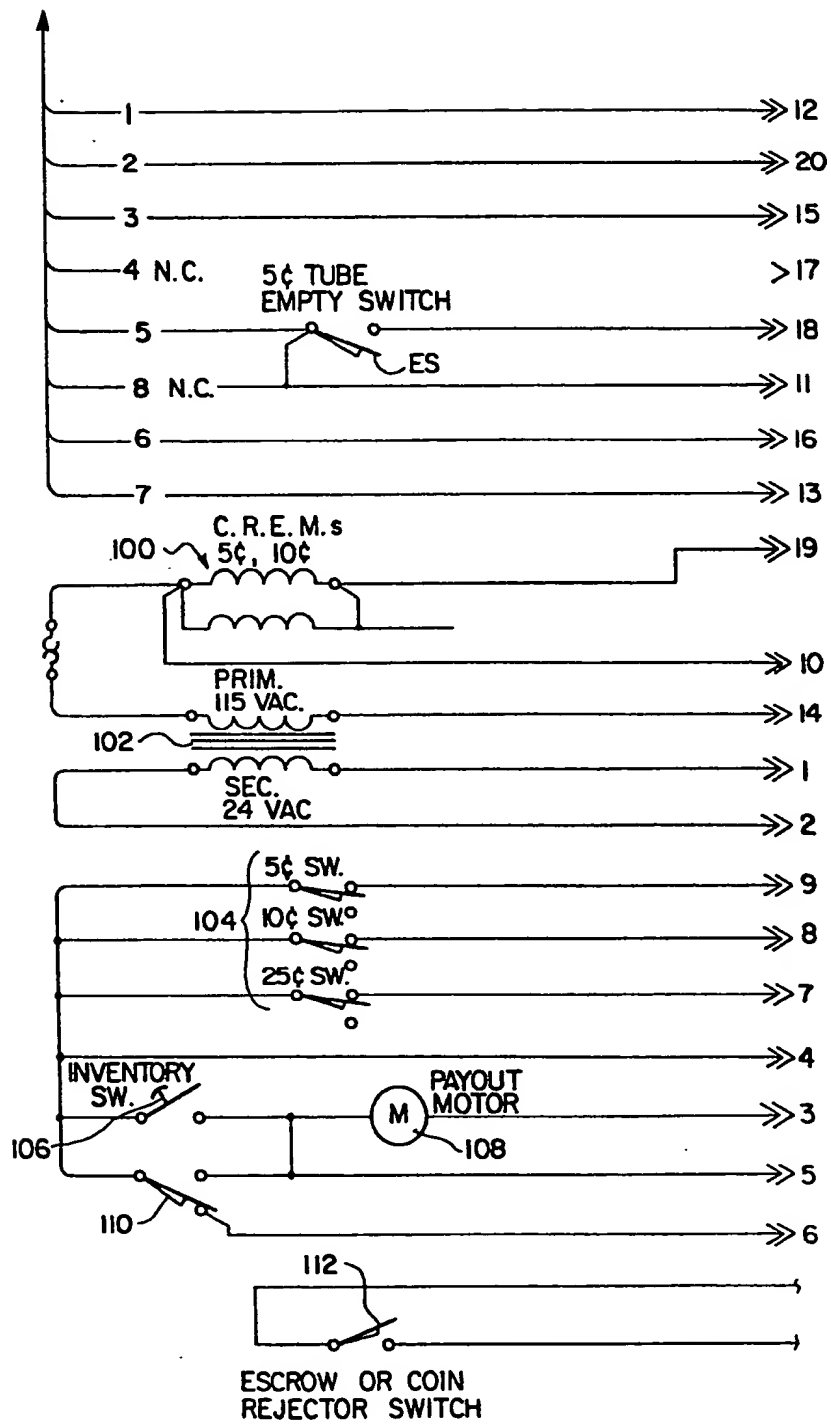 1 12
2 20
3 15
4 N.C. 17
5¢ TUBE
EMPTY SWITCH
5 18
ES
8 N.C. 11
6 16
7 13
C.R.E.M.s
100 5¢, 10¢ 19
10
PRIM.
115 VAC. 14
102
1
SEC.
24 VAC 2
5¢ SW. 9
104 10¢ SW. 8
25¢ SW. 7
4
INVENTORY
SW.
PAYOUT
MOTOR
M 3
106 108
5
110
6
112
ESCROW OR COIN
REJECTOR SWITCH